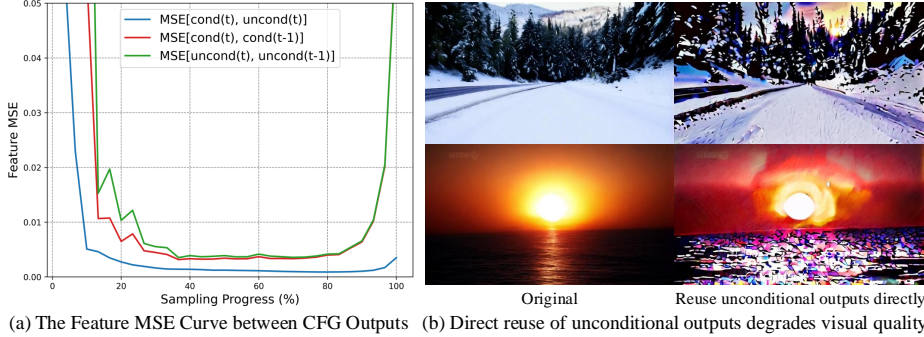 0.05
0.04
0.03
0.02
0.01
0.00
Feature MSE
MSE[cond(t), uncond(t)]
MSE[cond(t), cond(t-1)]
MSE[uncond(t), uncond(t-1)]
0 20 40 60 80 100
Sampling Progress (%)
Original
Reuse unconditional outputs directly
(a) The Feature MSE Curve between CFG Outputs
(b) Direct reuse of unconditional outputs degrades visual quality